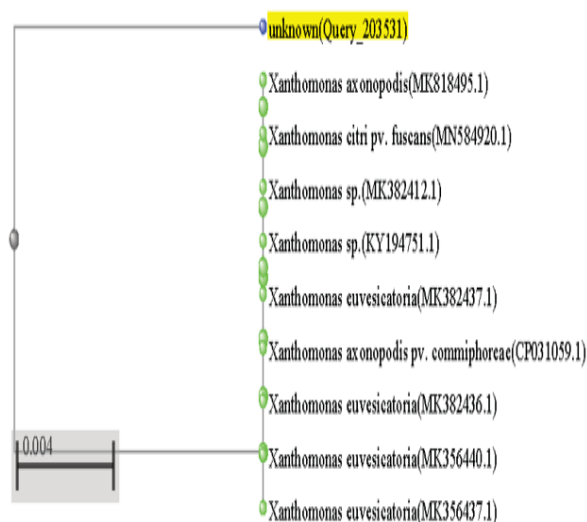 unknown(Query_203531)
Xanthomonas axonopodis(MK818495.1)
Xanthomonas citri pv. fuscans(MN584920.1)
Xanthomonas sp.(MK382412.1)
Xanthomonas sp.(KY194751.1)
Xanthomonas euvesicatoria(MK382437.1)
Xanthomonas axonopodis pv. commiphoreae(CP031059.1)
Xanthomonas euvesicatoria(MK382436.1)
0.004
Xanthomonas euvesicatoria(MK356440.1)
Xanthomonas euvesicatoria(MK356437.1)